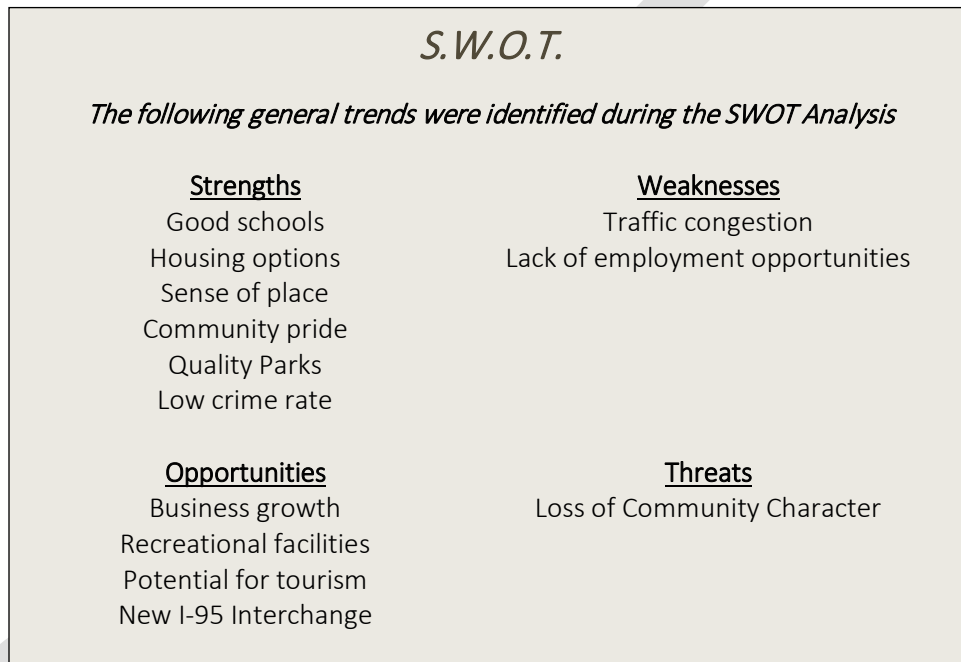 S.W.O.T.
The following general trends were identified during the SWOT Analysis
Strengths
Good schools
Housing options
Sense of place
Community pride
Quality Parks
Low crime rate
Weaknesses
Traffic congestion
Lack of employment opportunities
Opportunities
Business growth
Recreational facilities
Potential for tourism
New I-95 Interchange
Threats
Loss of Community Character